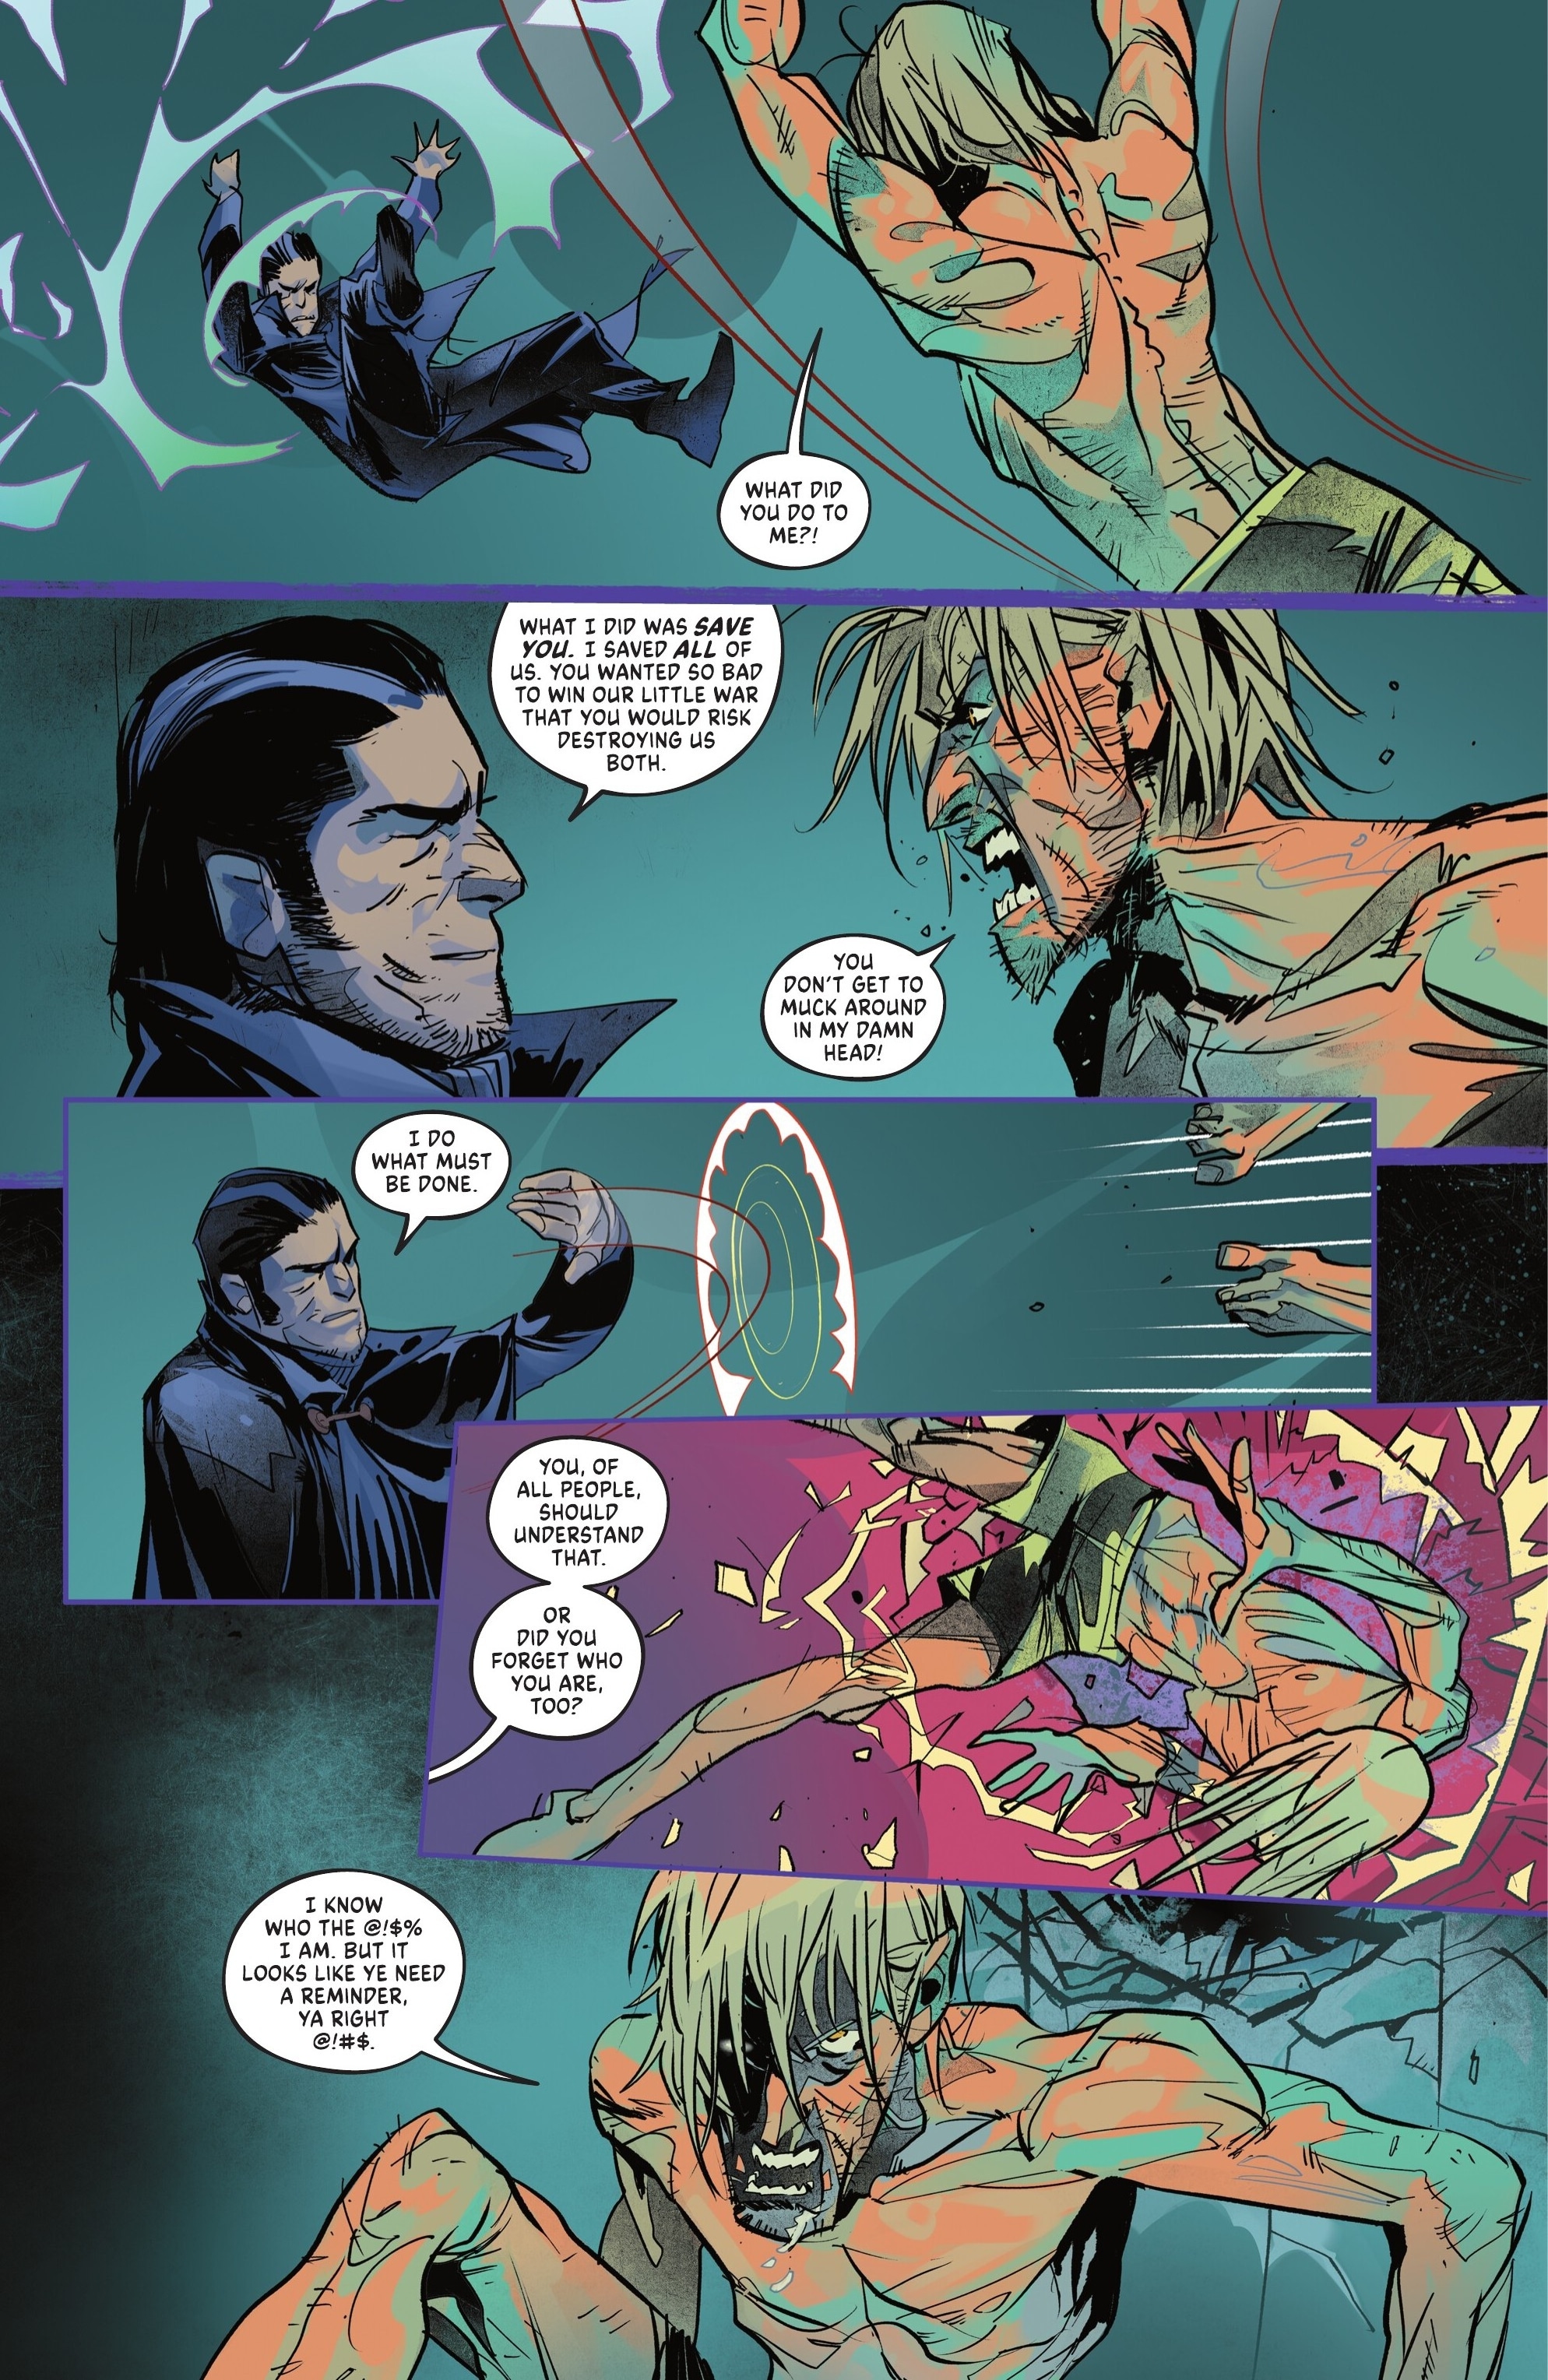 WHAT DID
YOU DO TO
ME?!
WHAT I DID WAS SAVE
YOU. I SAVED ALL OF
US. YOU WANTED SO BAD
TO WIN OUR LITTLE WAR
THAT YOU WOULD RISK
DESTROYING US
BOTH.
YOU
DON'T GET TO
MUCK AROUND
IN MY DAMN
HEAD!
I DO
WHAT MUST
BE DONE.
YOU, OF
ALL PEOPLE,
SHOULD
UNDERSTAND
THAT.
OR
DID YOU
FORGET WHO
YOU ARE,
TOO?
I KNOW
WHO THE @!$%
I AM. BUT IT
LOOKS LIKE YE NEED
A REMINDER,
YA RIGHT
@!#$.